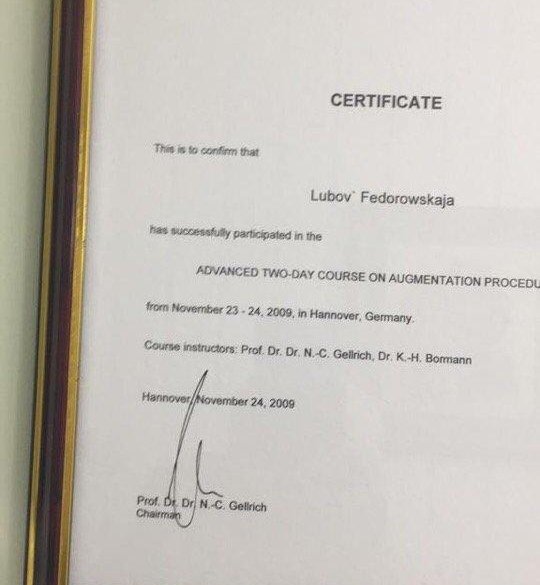 CERTIFICATE
This is to confirm that
Lubov` Fedorowskaja
has successfully participated in the
ADVANCED TWO-DAY COURSE ON AUGMENTATION PROCEDU
from November 23 - 24, 2009, in Hannover, Germany.
Course instructors: Prof. Dr. Dr. N.-C. Gellrich, Dr. K.-H. Bormann
Hannover, November 24, 2009
Prof. Dr. Dr. N.-C. Gellrich
Chairman